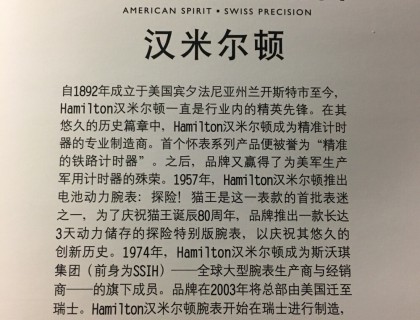 AMERICAN SPIRIT • SWISS PRECISION
汉米尔顿
自1892年成立于美国宾夕法尼亚州兰开斯特市至今,
Hamilton汉米尔顿一直是行业内的精英先锋。在其
悠久的历史篇章中, Hamilton汉米尔顿成为精准计时
器的专业制造商。首个怀表系列产品便被誉为“精准
的铁路计时器”。之后, 品牌又赢得了为美军生产
军用计时器的殊荣。1957年, Hamilton汉米尔顿推出
电池动力腕表: 探险! 猫王是这一表款的首批表迷
之一, 为了庆祝猫王诞辰80周年, 品牌推出一款长达
3天动力储存的探险特别版腕表, 以庆祝其悠久的
创新历史。1974年, Hamilton汉米尔顿成为斯沃琪
集团 (前身为SSIH) ——全球大型腕表生产商与经销
商——的旗下成员。品牌在2003年将总部由美国迁至
瑞士。Hamilton汉米尔顿腕表开始在瑞士进行制造,